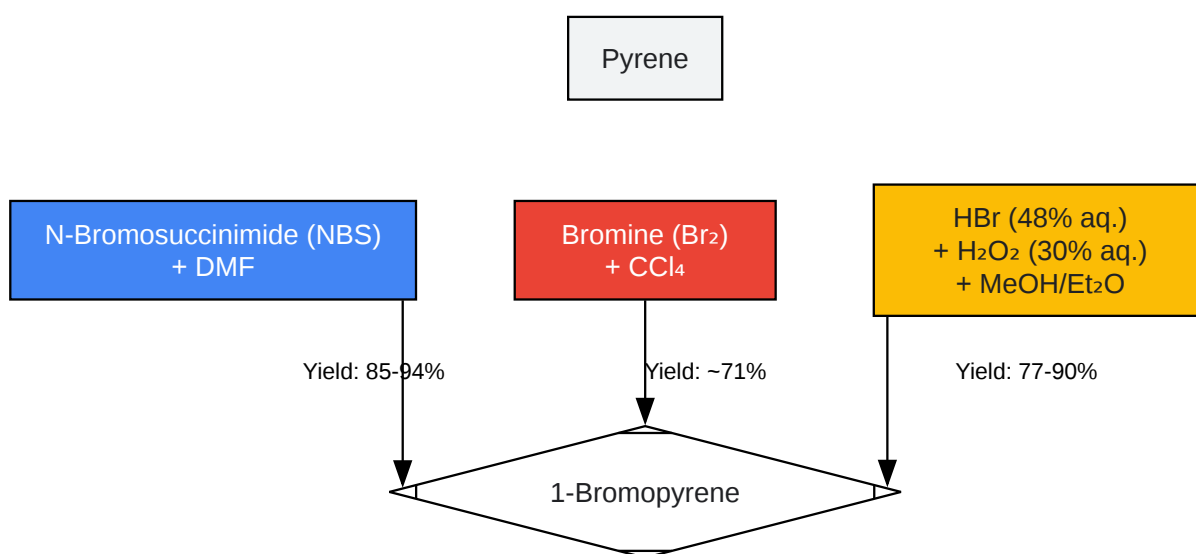 Pyrene
N-Bromosuccinimide (NBS)
+ DMF
Bromine (Br₂)
+ CCl₄
HBr (48% aq.)
+ H₂O₂ (30% aq.)
+ MeOH/Et₂O
Yield: 85-94%
Yield: ~71%
Yield: 77-90%
1-Bromopyrene